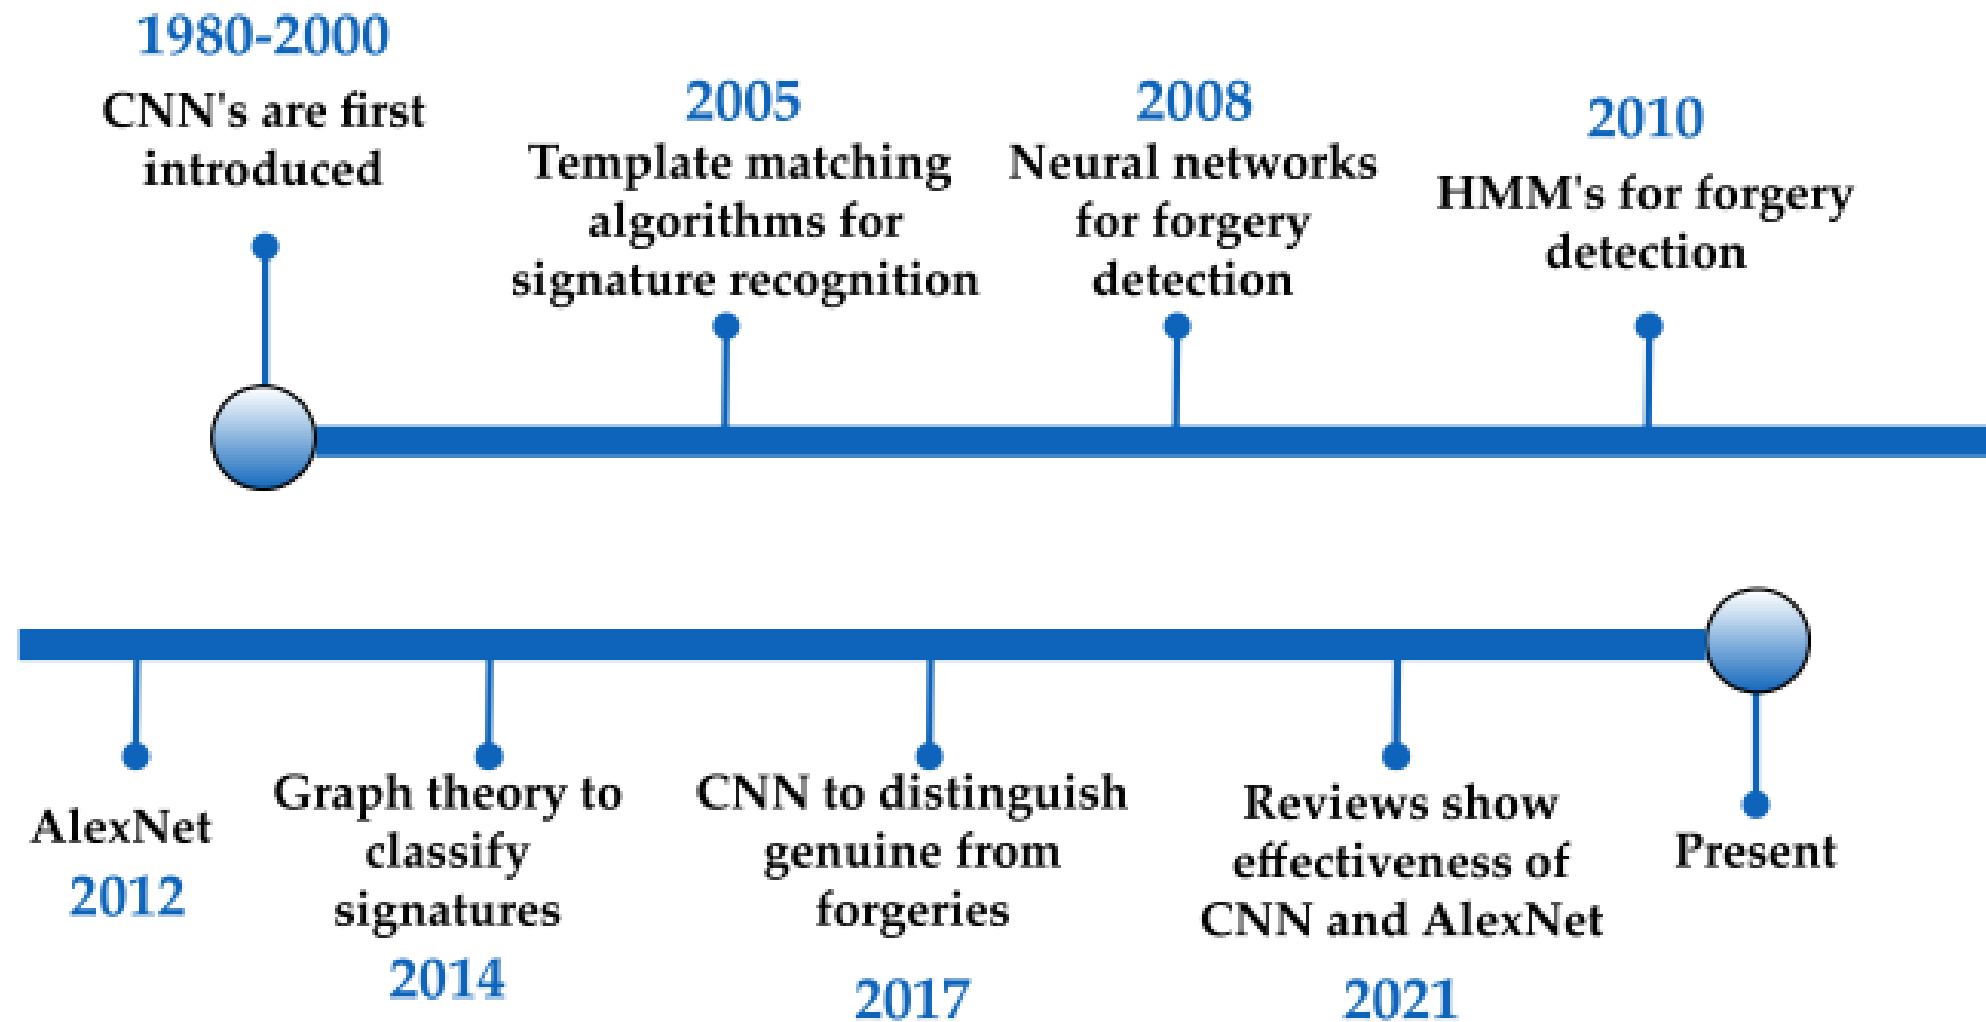 1980-2000
CNN's are first
introduced
2005
Template matching
algorithms for
signature recognition
2008
Neural networks
for forgery
detection
2010
HMM's for forgery
detection
AlexNet
2012
Graph theory to
classify
signatures
2014
CNN to distinguish
genuine from
forgeries
2017
Reviews show
effectiveness of
CNN and AlexNet
2021
Present